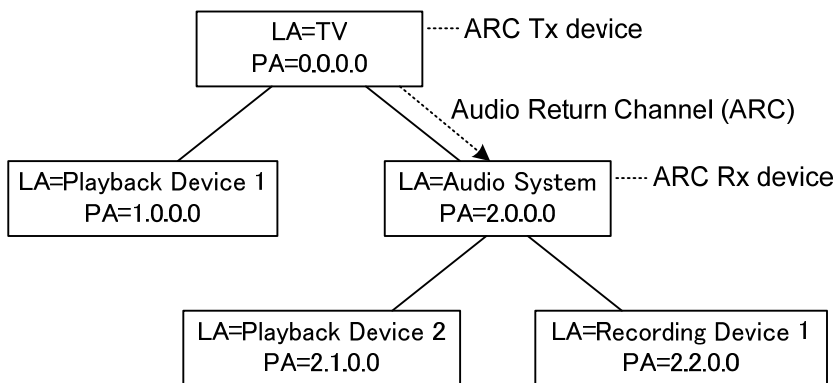 LA=TV
PA=0.0.0.0
ARC Tx device
Audio Return Channel (ARC)
LA=Playback Device 1
PA=1.0.0.0
LA=Audio System
PA=2.0.0.0
ARC Rx device
LA=Playback Device 2
PA=2.1.0.0
LA=Recording Device 1
PA=2.2.0.0